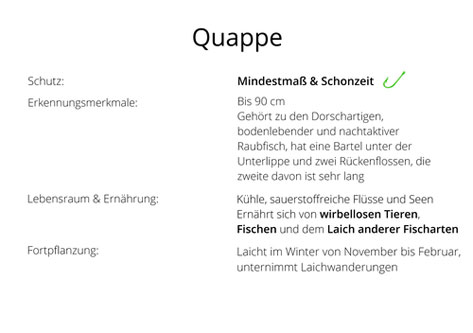 Quappe
Schutz: Mindestmaß & Schonzeit
Erkennungsmerkmale: Bis 90 cm
Gehört zu den Dorschartigen,
bodenlebender und nachtaktiver
Raubfisch, hat eine Bartel unter der
Unterlippe und zwei Rückenflossen, die
zweite davon ist sehr lang
Lebensraum & Ernährung: Kühle, sauerstoffreiche Flüsse und Seen
Ernährt sich von wirbellosen Tieren,
Fischen und dem Laich anderer Fischarten
Fortpflanzung: Laicht im Winter von November bis Februar,
unternimmt Laichwanderungen